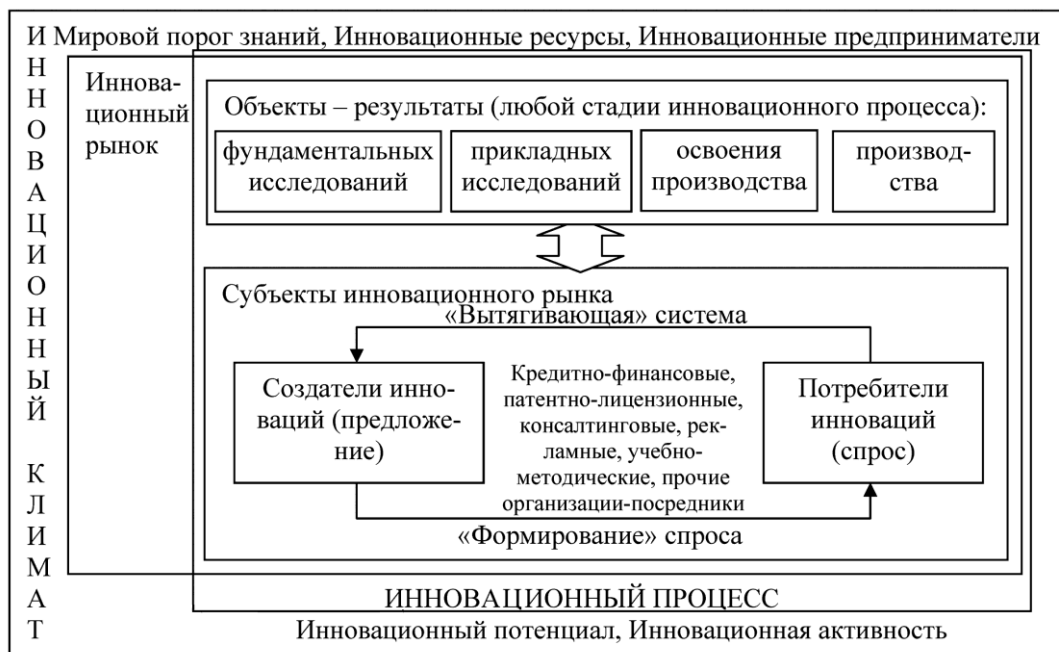 ИННОВАЦИОННЫЙ КЛИМАТ
Мировой порог знаний, Инновационные ресурсы, Инновационные предприниматели
Иннова-
ционный
рынок
Объекты – результаты (любой стадии инновационного процесса):
фундаментальных
исследований
прикладных
исследований
освоения
производства
производ-
ства
Субъекты инновационного рынка
«Вытягивающая» система
Создатели инно-
ваций (предложе-
ние)
Кредитно-финансовые,
патентно-лицензионные,
консалтинговые, рек-
ламные, учебно-
методические, прочие
организации-посредники
Потребители
инноваций
(спрос)
«Формирование» спроса
ИННОВАЦИОННЫЙ ПРОЦЕСС
Инновационный потенциал, Инновационная активность